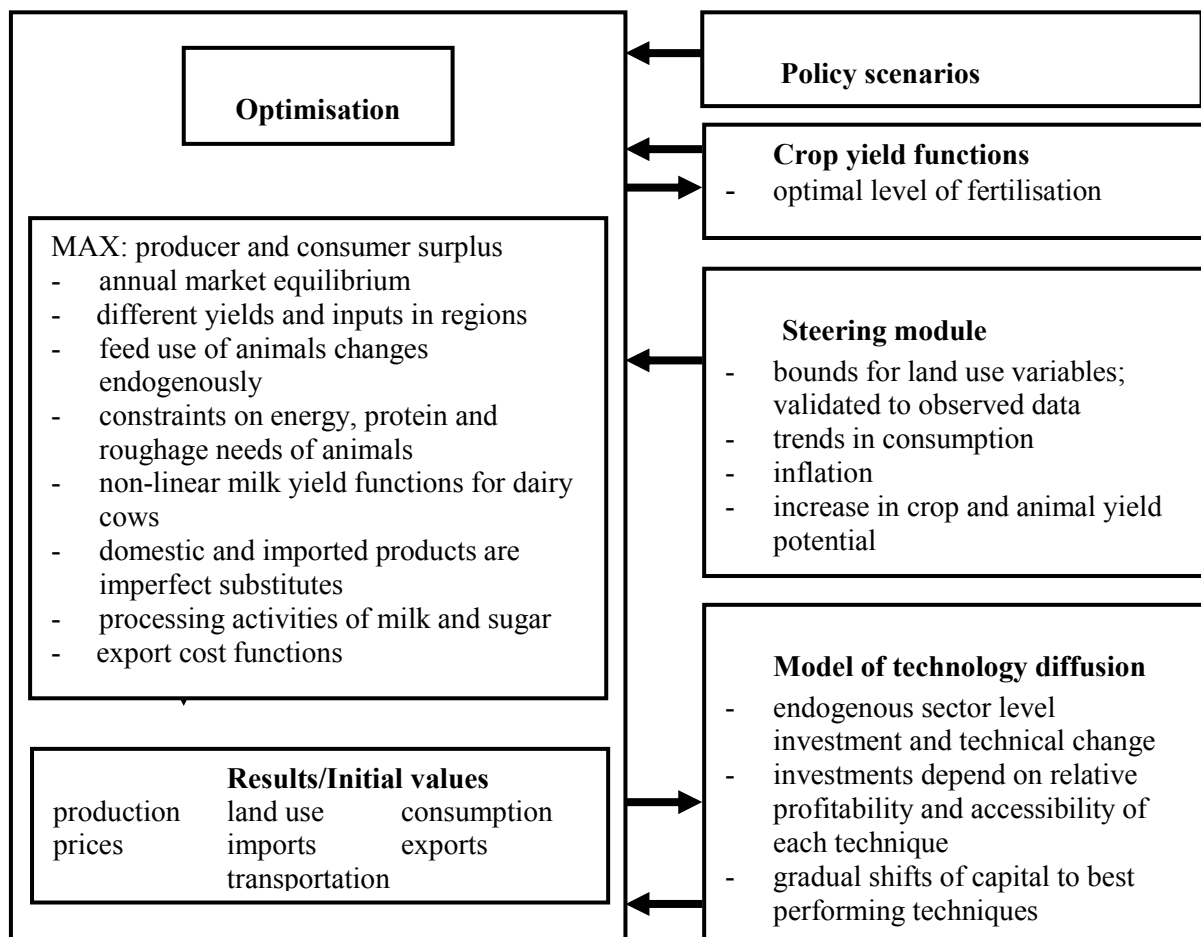 Optimisation
MAX: producer and consumer surplus
- annual market equilibrium
- different yields and inputs in regions
- feed use of animals changes
endogenously
- constraints on energy, protein and
roughage needs of animals
- non-linear milk yield functions for dairy
cows
- domestic and imported products are
imperfect substitutes
- processing activities of milk and sugar
- export cost functions
Results/Initial values
production land use consumption
prices imports exports
transportation
Policy scenarios
Crop yield functions
- optimal level of fertilisation
Steering module
- bounds for land use variables;
validated to observed data
- trends in consumption
- inflation
- increase in crop and animal yield
potential
Model of technology diffusion
- endogenous sector level
investment and technical change
- investments depend on relative
profitability and accessibility of
each technique
- gradual shifts of capital to best
performing techniques